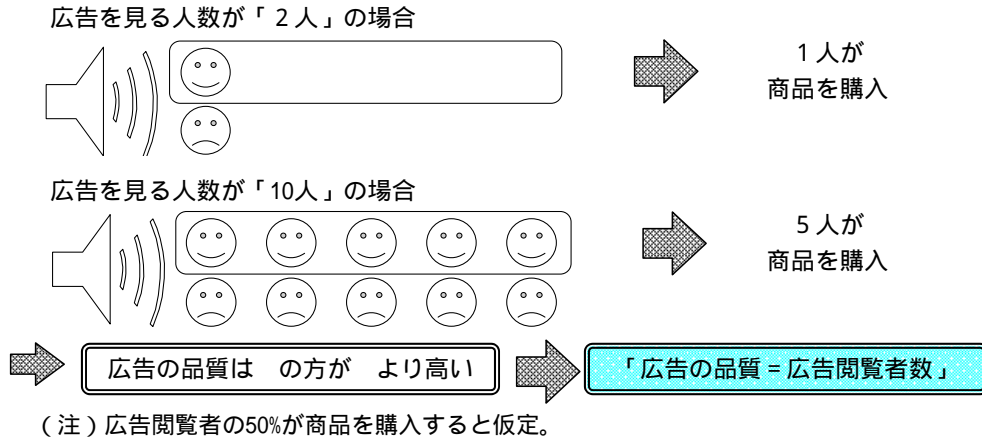 広告を見る人数が「2人」の場合
1人が
商品を購入
広告を見る人数が「10人」の場合
5人が
商品を購入
広告の品質は　の方が　より高い
「広告の品質=広告閲覧者数」
(注)広告閲覧者の50%が商品を購入すると仮定。